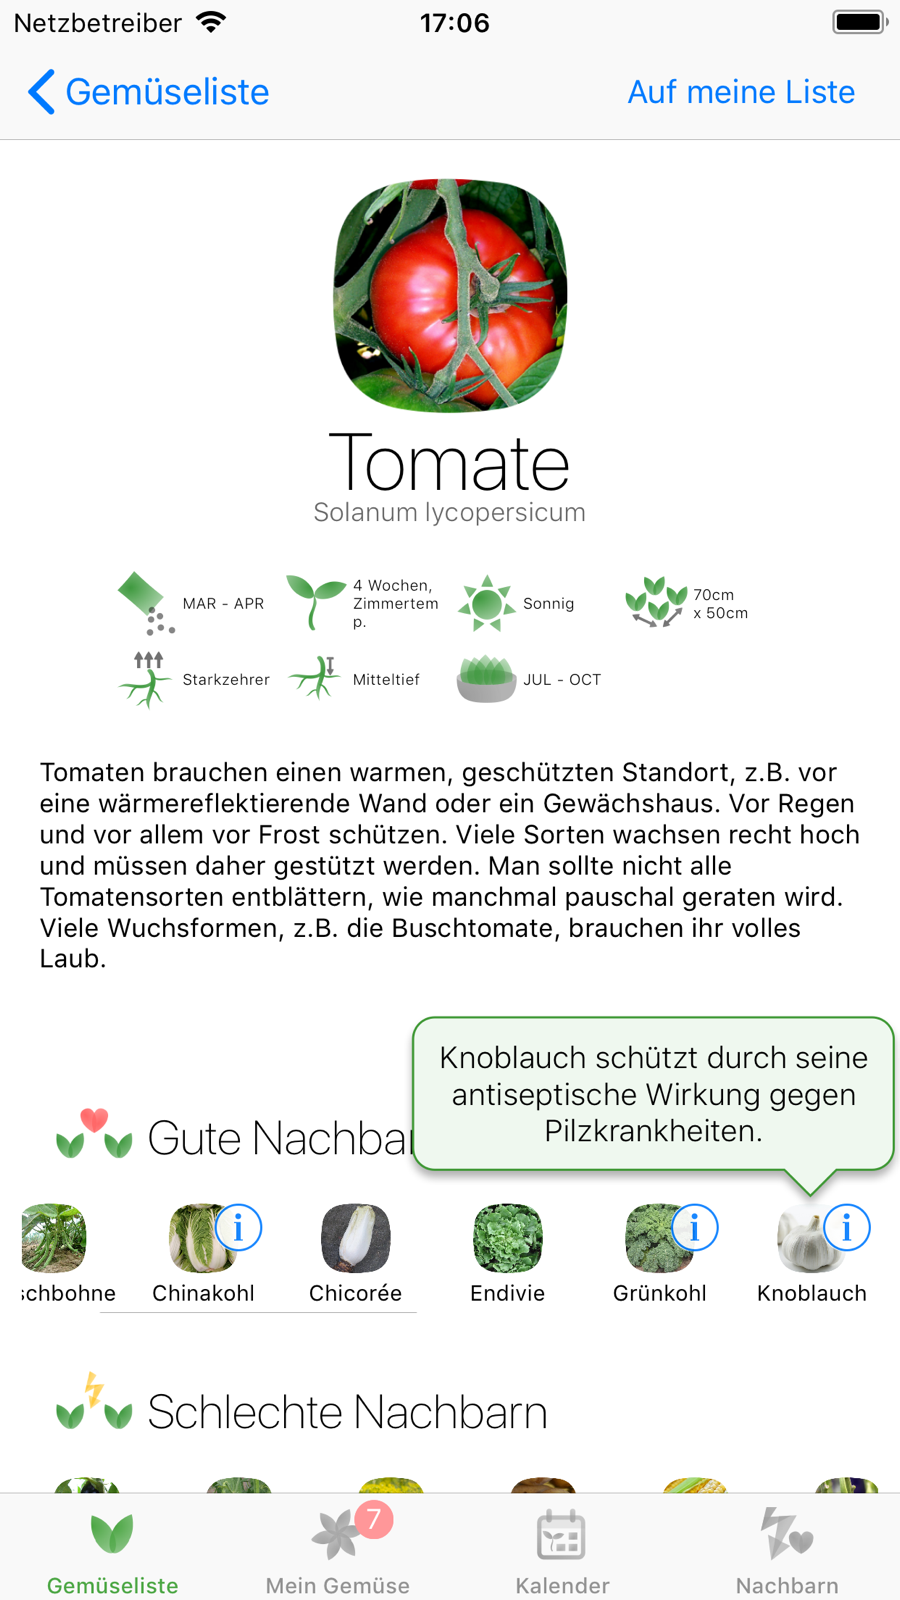 Netzbetreiber
17:06
Gemüseliste
Auf meine Liste
Tomate
Solanum lycopersicum
MAR - APR
4 Wochen,
Zimmertem
p.
Sonnig
70cm
x 50cm
Starkzehrer
Mitteltief
JUL - OCT
Tomaten brauchen einen warmen, geschützten Standort, z.B. vor
eine wärmereflektierende Wand oder ein Gewächshaus. Vor Regen
und vor allem vor Frost schützen. Viele Sorten wachsen recht hoch
und müssen daher gestützt werden. Man sollte nicht alle
Tomatensorten entblättern, wie manchmal pauschal geraten wird.
Viele Wuchsformen, z.B. die Buschtomate, brauchen ihr volles
Laub.
Knoblauch schützt durch seine
antiseptische Wirkung gegen
Pilzkrankheiten.
Gute Nachbar
i
i
i
schbohne
Chinakohl
Chicorée
Endivie
Grünkohl
Knoblauch
Schlechte Nachbarn
7
Gemüseliste
Mein Gemüse
Kalender
Nachbarn